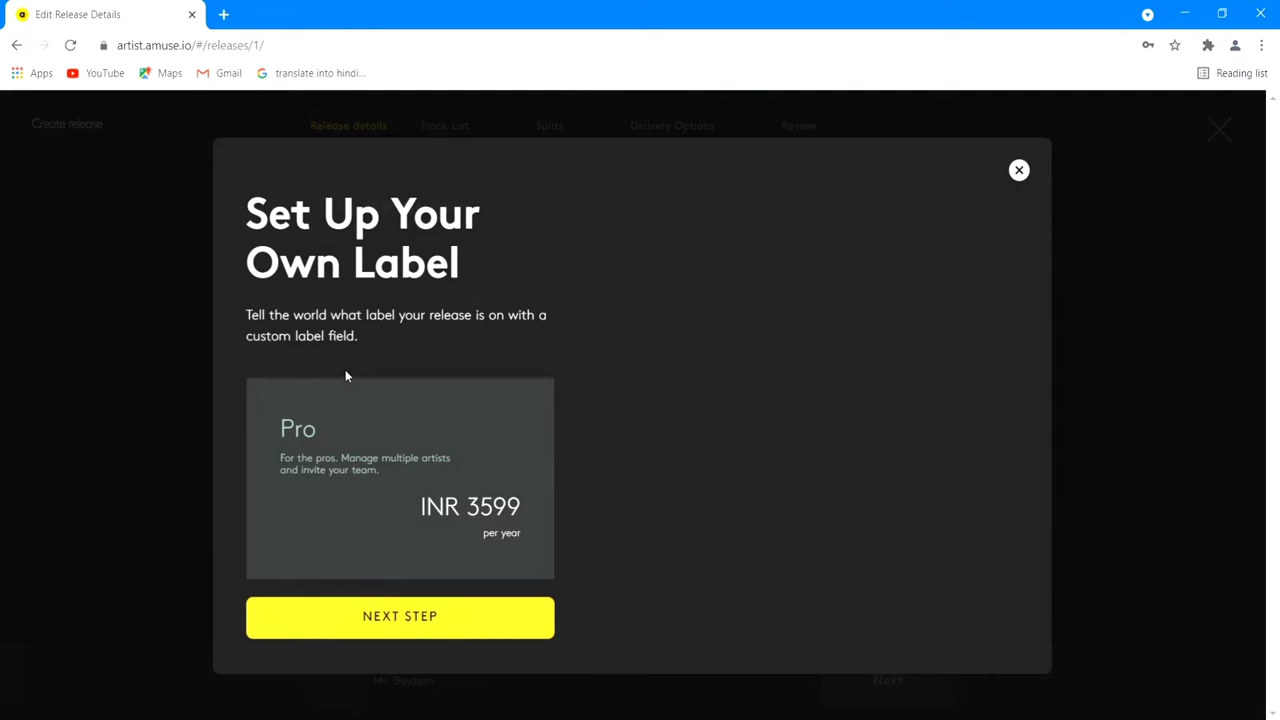 Edit Release Details
artist.amuse.io/#/releases/1/
Apps
YouTube
Maps
Gmail
translate into hindi...
Reading list
Create release
Release details
Track List
Splits
Delivery Options
Review
Set Up Your
Own Label
Tell the world what label your release is on with a
custom label field.
Pro
For the pros. Manage multiple artists
and invite your team.
INR 3599
per year
NEXT STEP
Mr. Goutam
Next